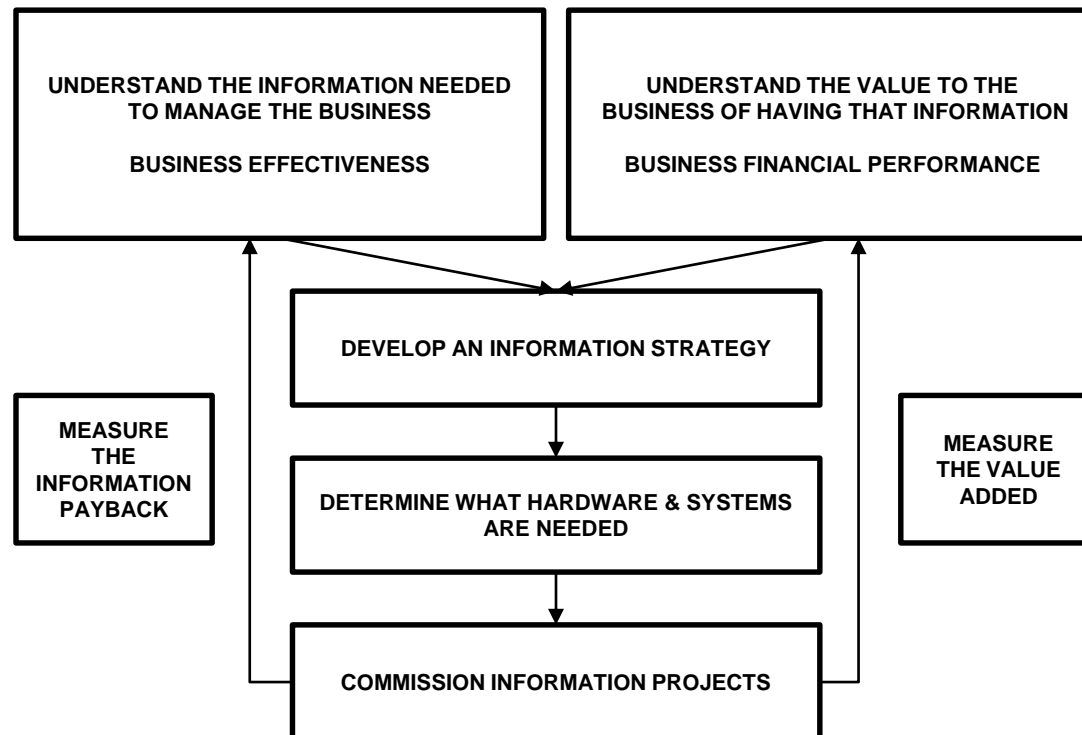 UNDERSTAND THE INFORMATION NEEDED
TO MANAGE THE BUSINESS
BUSINESS EFFECTIVENESS
UNDERSTAND THE VALUE TO THE
BUSINESS OF HAVING THAT INFORMATION
BUSINESS FINANCIAL PERFORMANCE
DEVELOP AN INFORMATION STRATEGY
MEASURE
THE
INFORMATION
PAYBACK
MEASURE
THE VALUE
ADDED
DETERMINE WHAT HARDWARE & SYSTEMS
ARE NEEDED
COMMISSION INFORMATION PROJECTS